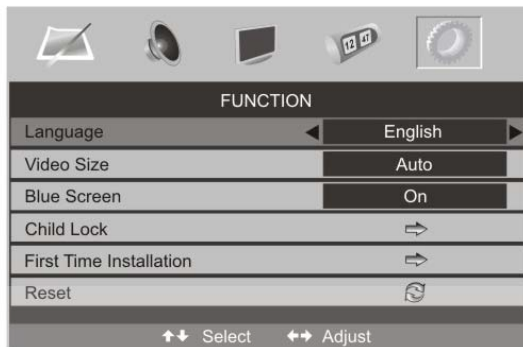 12 47
FUNCTION
Language English
Video Size Auto
Blue Screen On
Child Lock
First Time Installation
Reset
Select Adjust